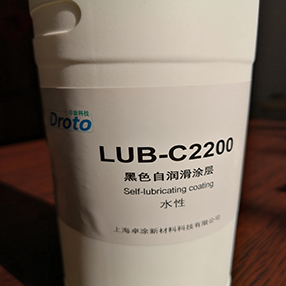 Droto
LUB-C2200
黑色自润滑涂层
Self-lubricating coating
水性
上海卓涂新材料科技有限公司